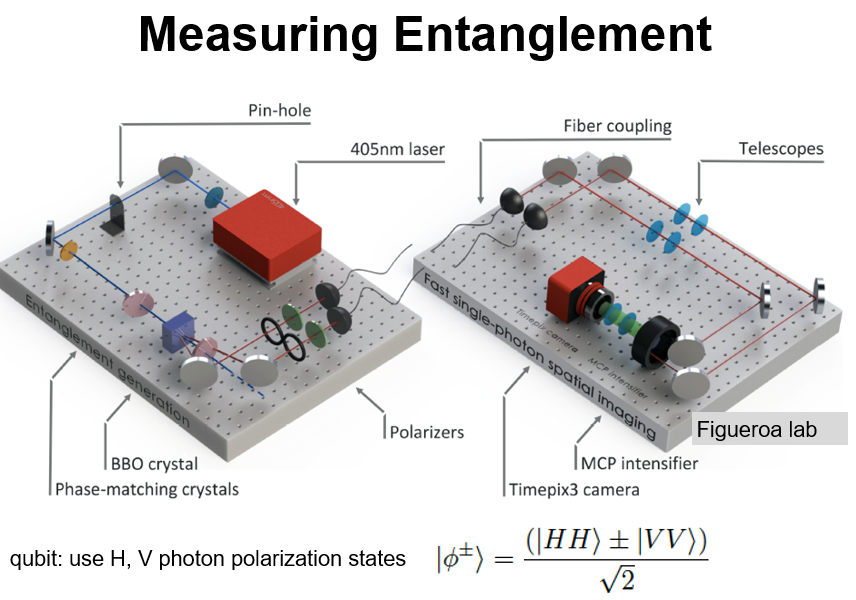 Measuring Entanglement
Pin-hole
405nm laser
Fiber coupling
Telescopes
Entanglement generation
Fast single-photon spatial imaging
Timepix camera
MCP intensifier
Polarizers
BBO crystal
Phase-matching crystals
Figueroa lab
MCP intensifier
Timepix3 camera
qubit: use H, V photon polarization states
|ϕ±⟩ = (|HH⟩ ± |VV⟩) / √2